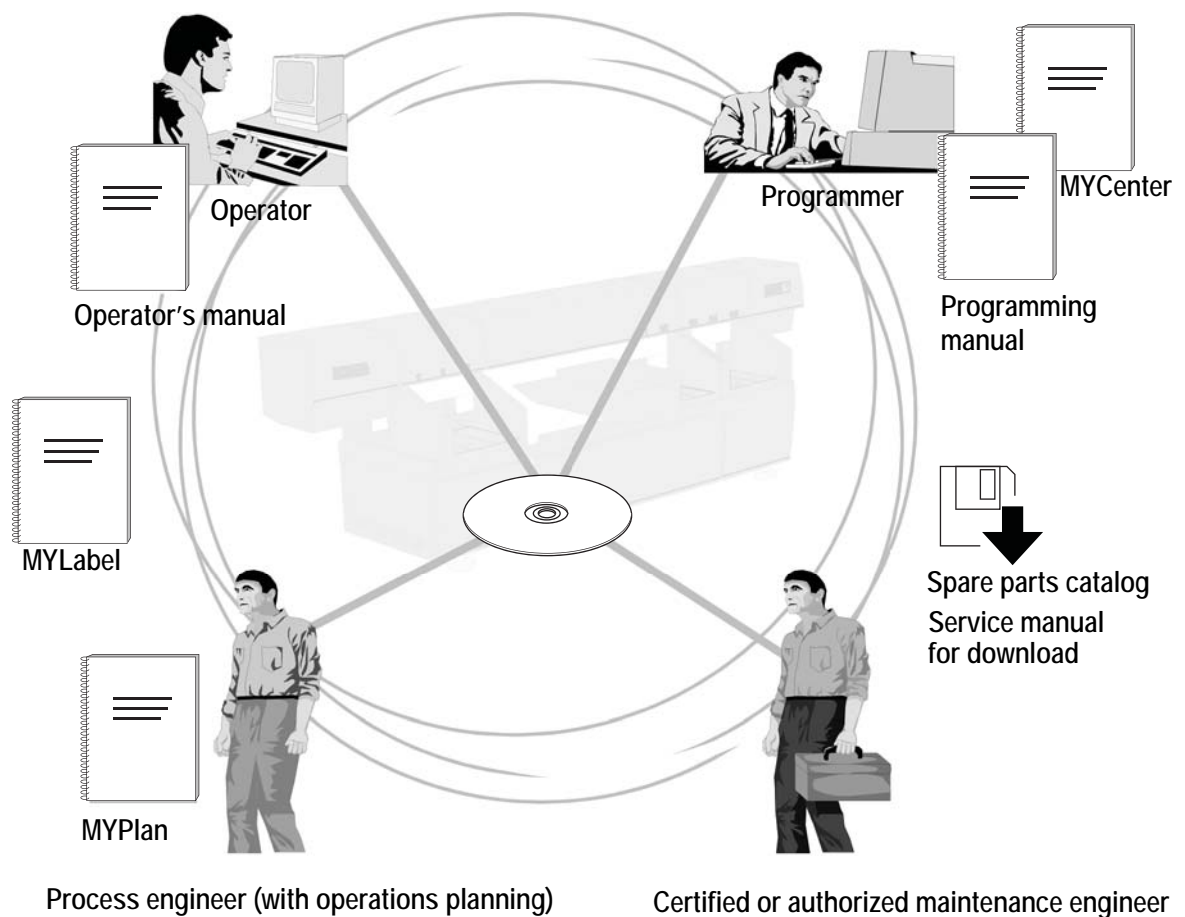 Operator
Operator’s manual
Programmer
MYCenter
Programming
manual
MYLabel
Spare parts catalog
Service manual
for download
MYPlan
Process engineer (with operations planning)
Certified or authorized maintenance engineer